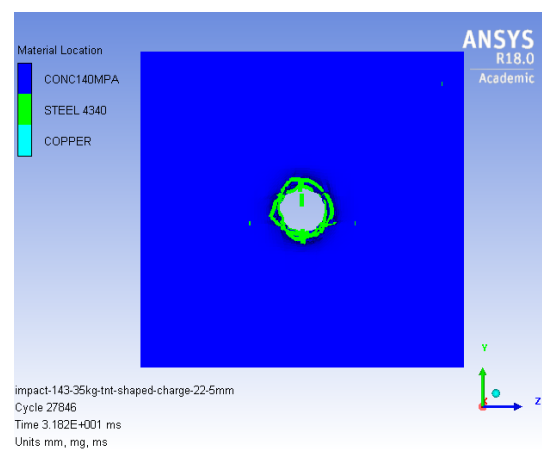 ANSYS
R18.0
Academic
Material Location
CONC140MPA
STEEL 4340
COPPER
Y
Z
impact-143-35kg-tnt-shaped-charge-22-5mm
Cycle 27846
Time 3.182E+001 ms
Units mm, mg, ms